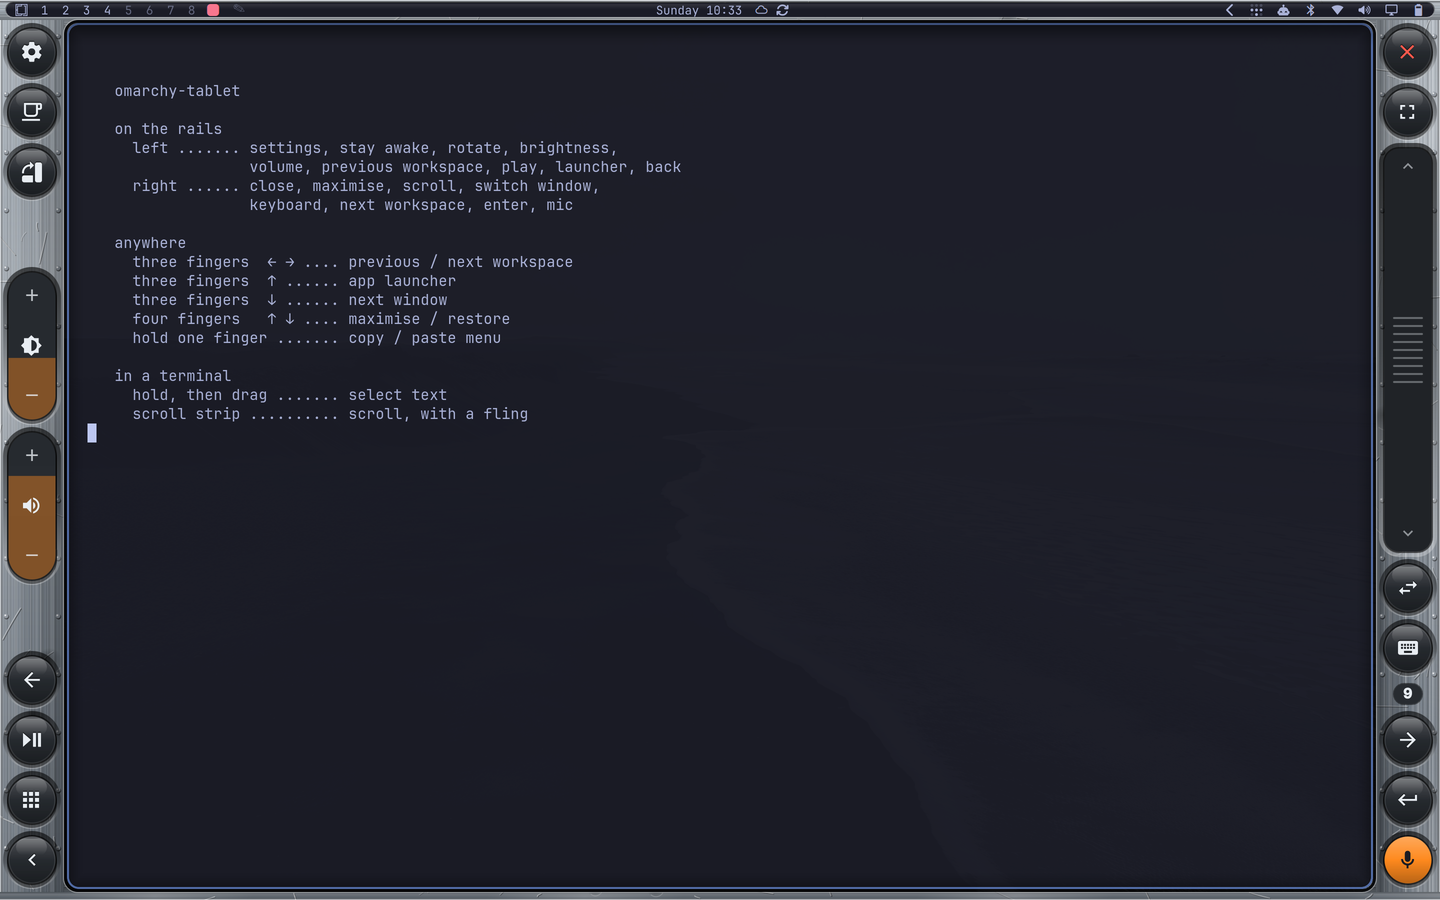 1 2 3 4 5 6 7 8
Sunday 10:33
omarchy-tablet
on the rails
left ....... settings, stay awake, rotate, brightness,
volume, previous workspace, play, launcher, back
right ...... close, maximise, scroll, switch window,
keyboard, next workspace, enter, mic
anywhere
three fingers ← → .... previous / next workspace
three fingers ↑ ...... app launcher
three fingers ↓ ...... next window
four fingers ↑ ↓ .... maximise / restore
hold one finger ....... copy / paste menu
in a terminal
hold, then drag ....... select text
scroll strip .......... scroll, with a fling
9